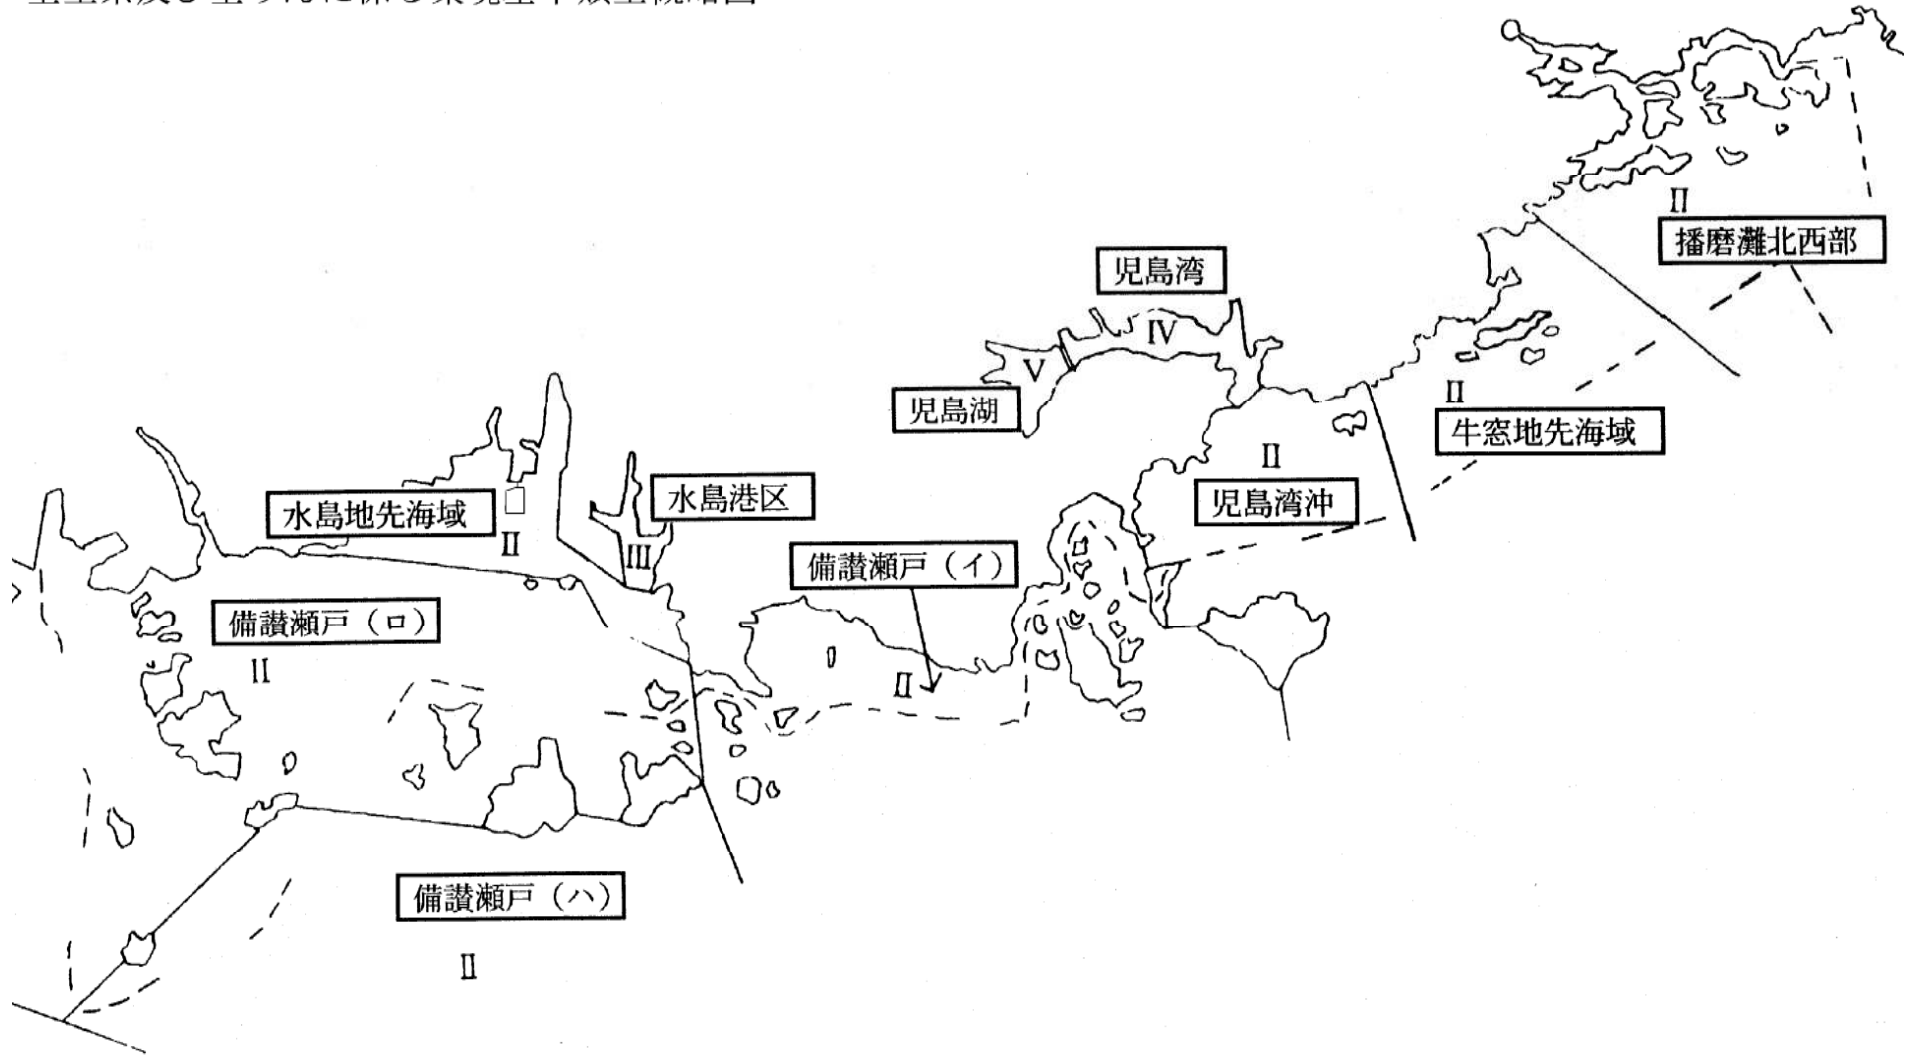 Ⅱ
播磨灘北西部
児島湾
Ⅳ
Ⅴ
児島湖
Ⅱ
牛窓地先海域
Ⅱ
児島湾沖
水島地先海域
Ⅱ
水島港区
Ⅲ
備讃瀬戸（イ）
Ⅱ
備讃瀬戸（ロ）
Ⅱ
備讃瀬戸（ハ）
Ⅱ